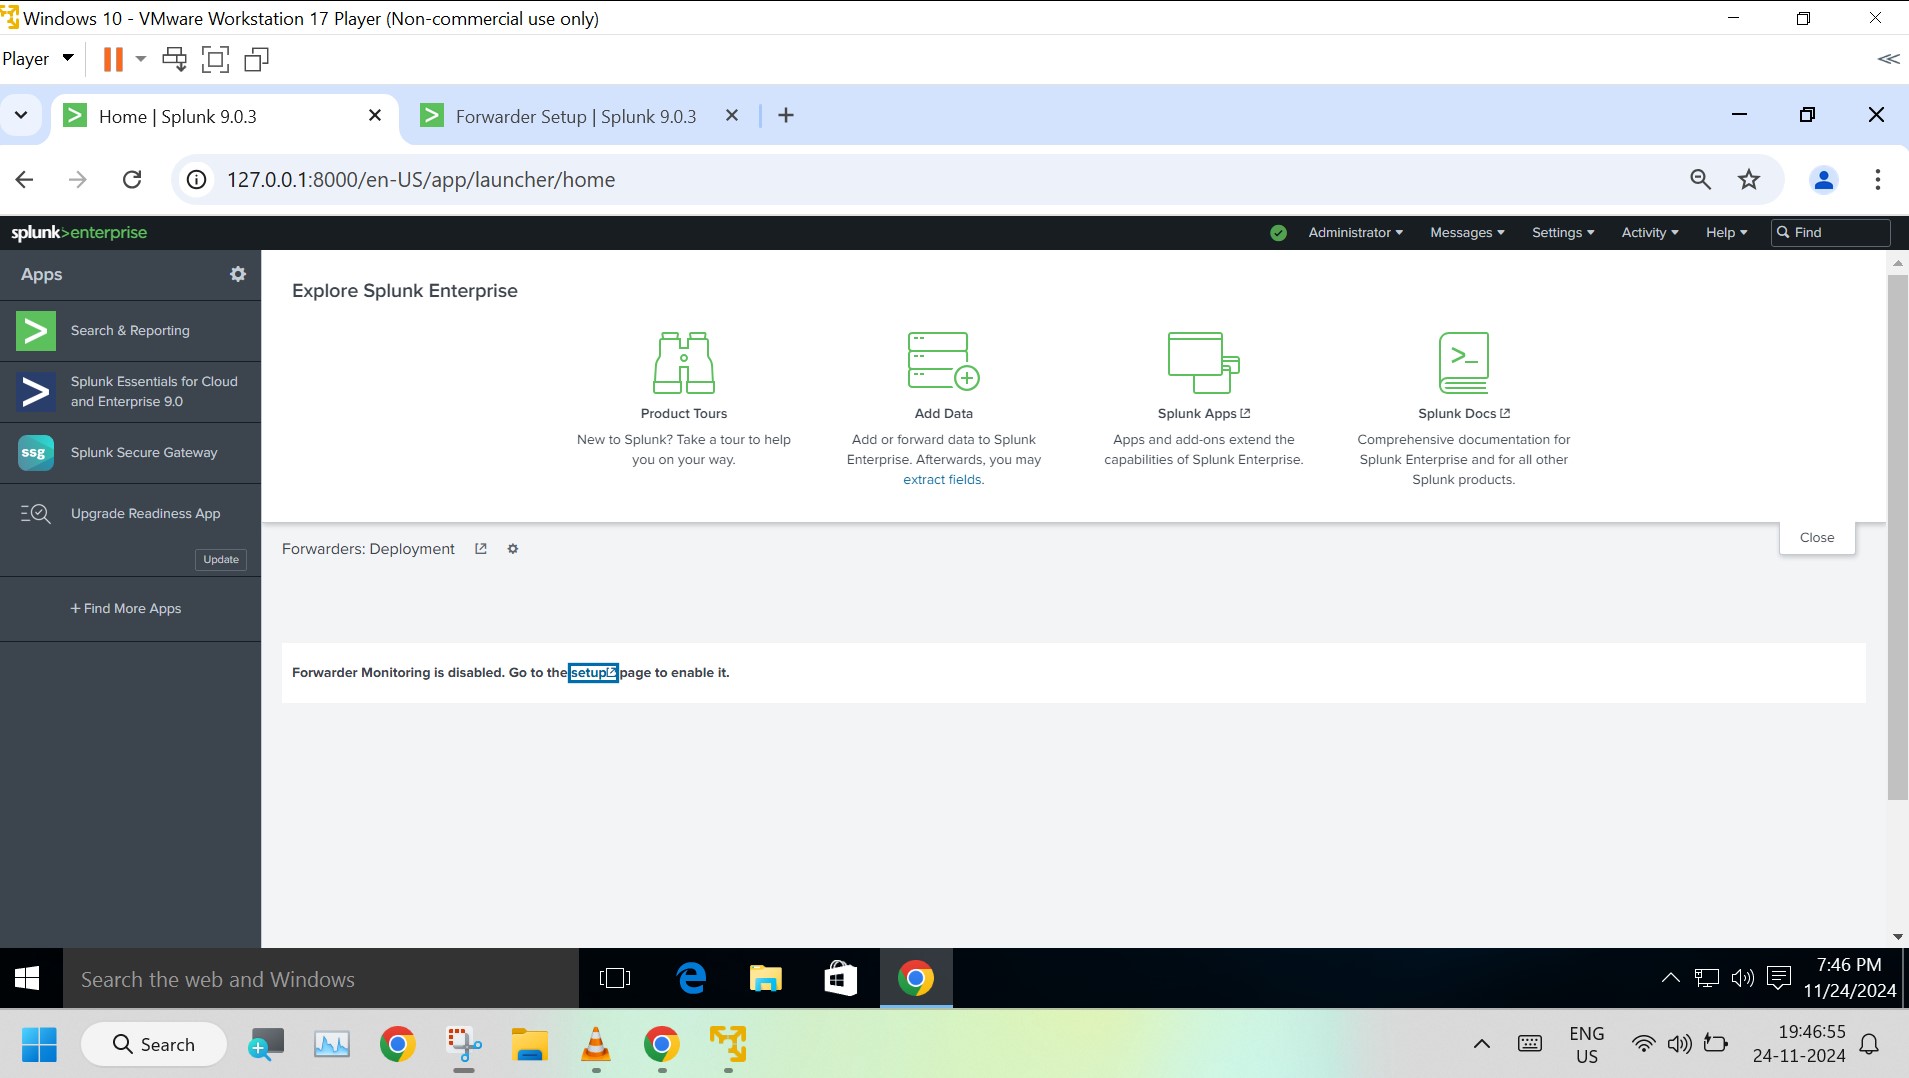 Windows 10 - VMware Workstation 17 Player (Non-commercial use only)
Player
Home | Splunk 9.0.3
Forwarder Setup | Splunk 9.0.3
127.0.0.1:8000/en-US/app/launcher/home
splunk>enterprise
Administrator
Messages
Settings
Activity
Help
Find
Apps
Search & Reporting
Splunk Essentials for Cloud
and Enterprise 9.0
ssg
Splunk Secure Gateway
Upgrade Readiness App
Update
+ Find More Apps
Explore Splunk Enterprise
Product Tours
New to Splunk? Take a tour to help
you on your way.
Add Data
Add or forward data to Splunk
Enterprise. Afterwards, you may
extract fields.
Splunk Apps
Apps and add-ons extend the
capabilities of Splunk Enterprise.
Splunk Docs
Comprehensive documentation for
Splunk Enterprise and for all other
Splunk products.
Close
Forwarders: Deployment
Forwarder Monitoring is disabled. Go to the setup page to enable it.
Search the web and Windows
7:46 PM
11/24/2024
Search
ENG
US
19:46:55
24-11-2024